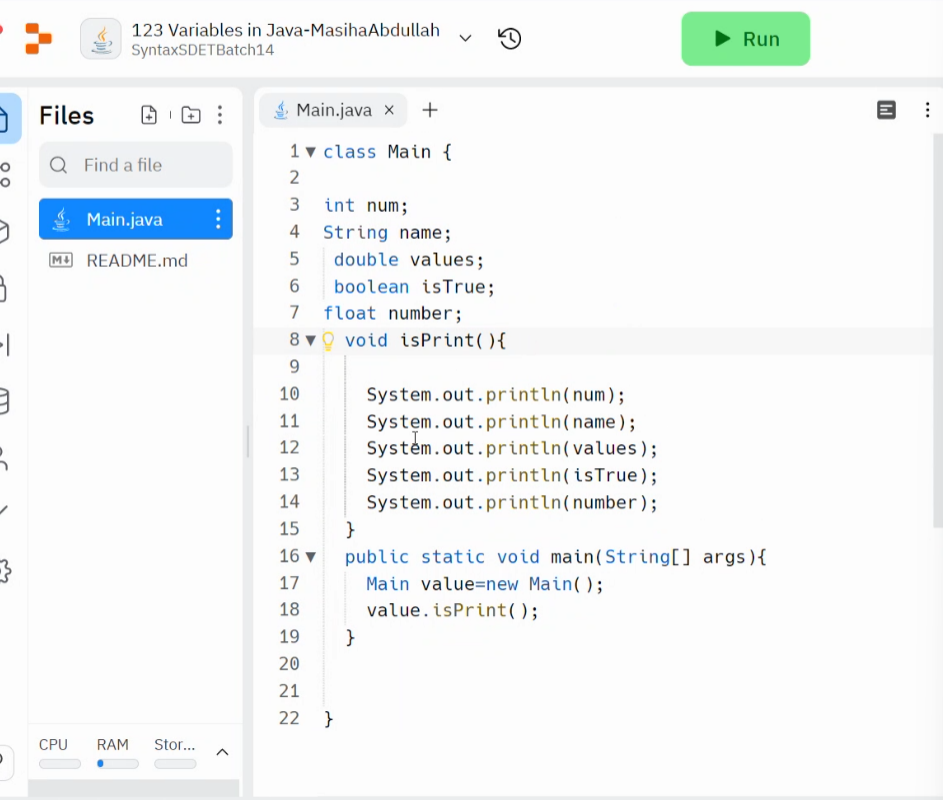 123 Variables in Java-MasihaAbdullah
SyntaxSDETBatch14
Run
Files
Find a file
Main.java
README.md
CPU RAM Stor...
Main.java
1 class Main {
2
3 int num;
4 String name;
5 double values;
6 boolean isTrue;
7 float number;
8 void isPrint(){
9
10 System.out.println(num);
11 System.out.println(name);
12 System.out.println(values);
13 System.out.println(isTrue);
14 System.out.println(number);
15 }
16 public static void main(String[] args){
17 Main value=new Main();
18 value.isPrint();
19 }
20
21
22 }